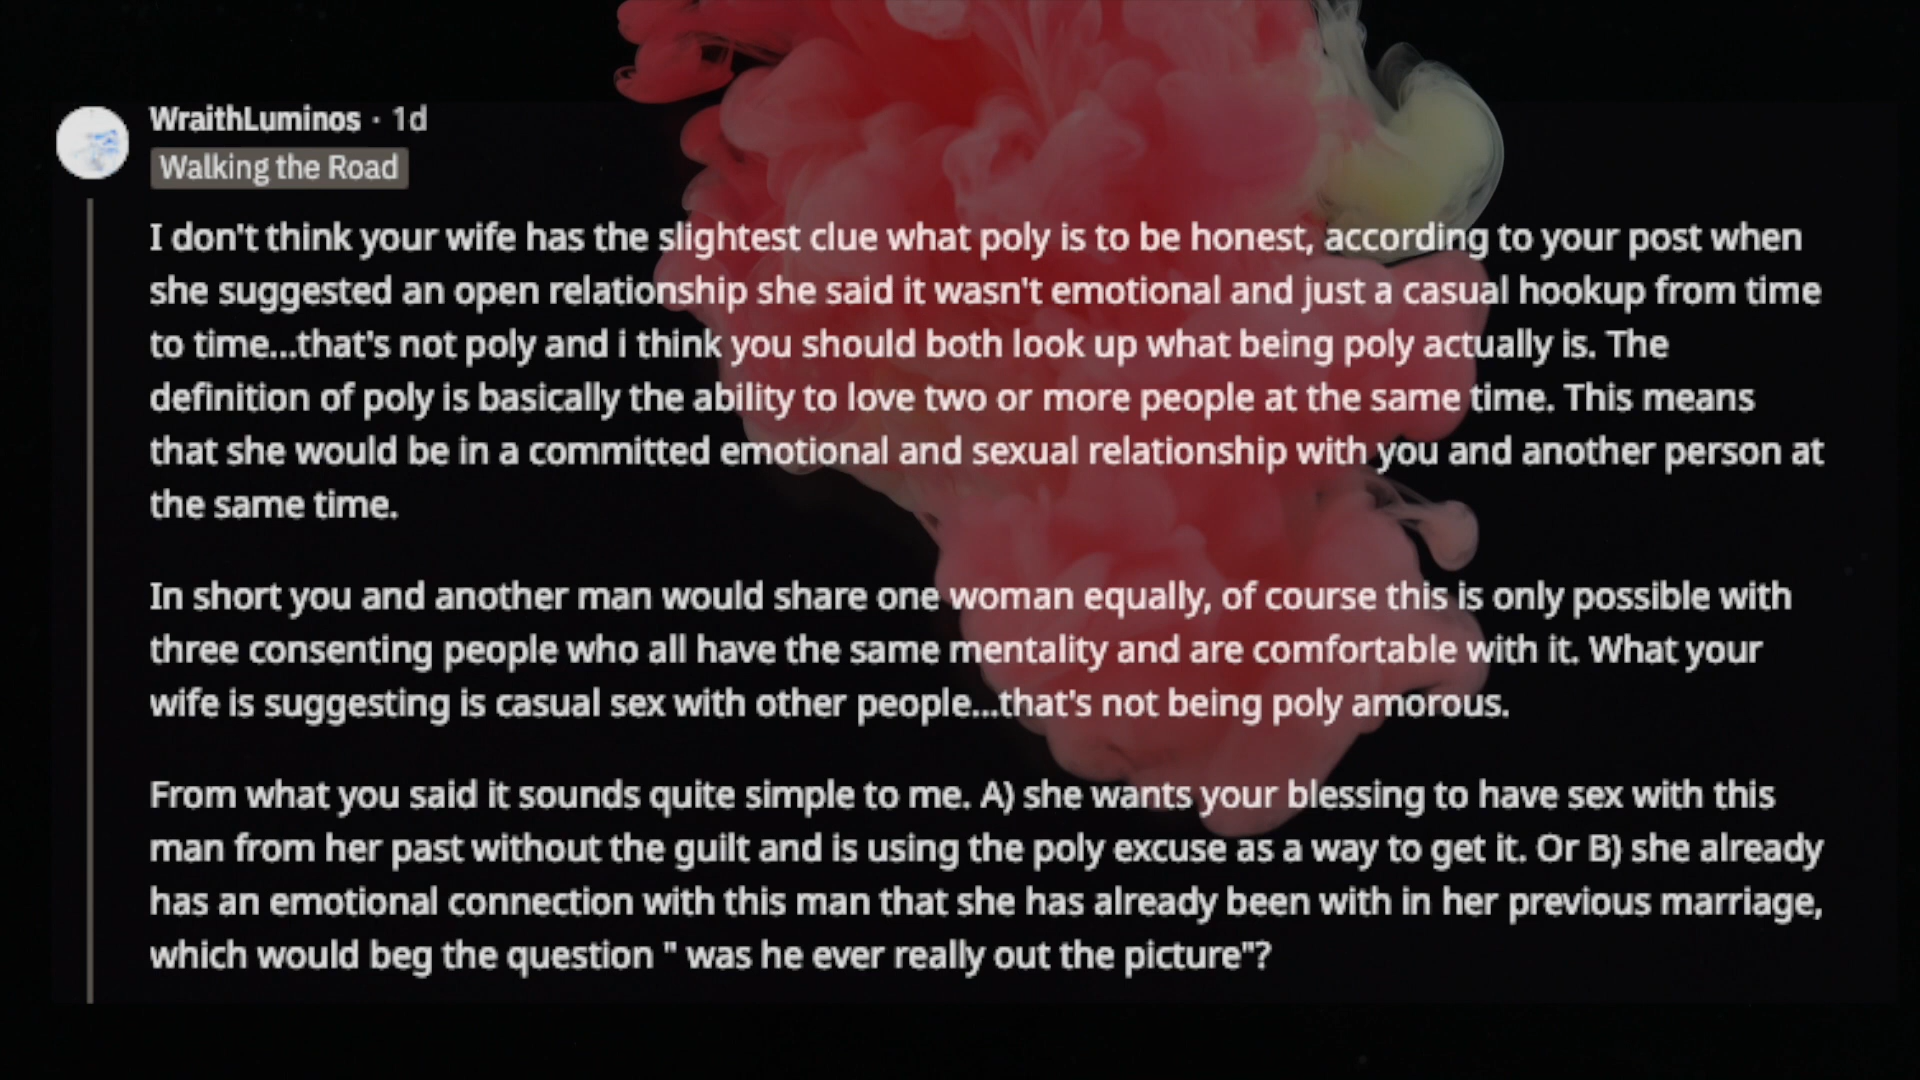 WraithLuminos · 1d
Walking the Road
I don't think your wife has the slightest clue what poly is to be honest, according to your post when
she suggested an open relationship she said it wasn't emotional and just a casual hookup from time
to time...that's not poly and i think you should both look up what being poly actually is. The
definition of poly is basically the ability to love two or more people at the same time. This means
that she would be in a committed emotional and sexual relationship with you and another person at
the same time.
In short you and another man would share one woman equally, of course this is only possible with
three consenting people who all have the same mentality and are comfortable with it. What your
wife is suggesting is casual sex with other people...that's not being poly amorous.
From what you said it sounds quite simple to me. A) she wants your blessing to have sex with this
man from her past without the guilt and is using the poly excuse as a way to get it. Or B) she already
has an emotional connection with this man that she has already been with in her previous marriage,
which would beg the question " was he ever really out the picture"?